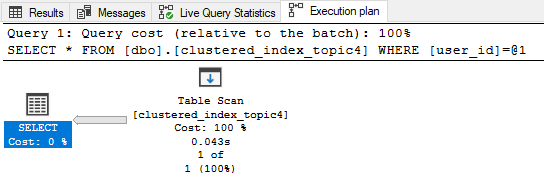 Results Messages Live Query Statistics Execution plan
Query 1: Query cost (relative to the batch): 100%
SELECT * FROM [dbo].[clustered_index_topic4] WHERE [user_id]=@1
Table Scan
[clustered_index_topic4]
Cost: 100 %
0.043s
1 of
1 (100%)
SELECT
Cost: 0 %